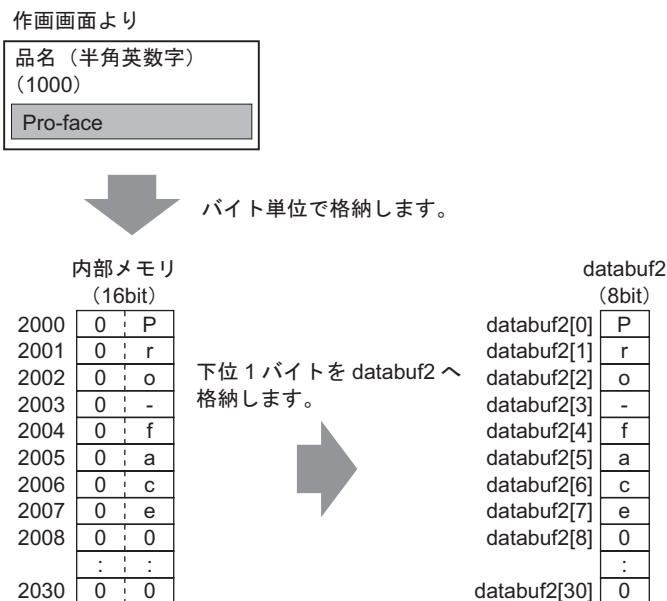 作画画面より
品名（半角英数字）
（1000）
Pro-face
バイト単位で格納します。
内部メモリ
（16bit）
2000 0 P
2001 0 r
2002 0 o
2003 0 -
2004 0 f
2005 0 a
2006 0 c
2007 0 e
2008 0 0
: :
2030 0 0
下位 1 バイトを databuf2 へ
格納します。
databuf2
（8bit）
databuf2[0] P
databuf2[1] r
databuf2[2] o
databuf2[3] -
databuf2[4] f
databuf2[5] a
databuf2[6] c
databuf2[7] e
databuf2[8] 0
:
databuf2[30] 0